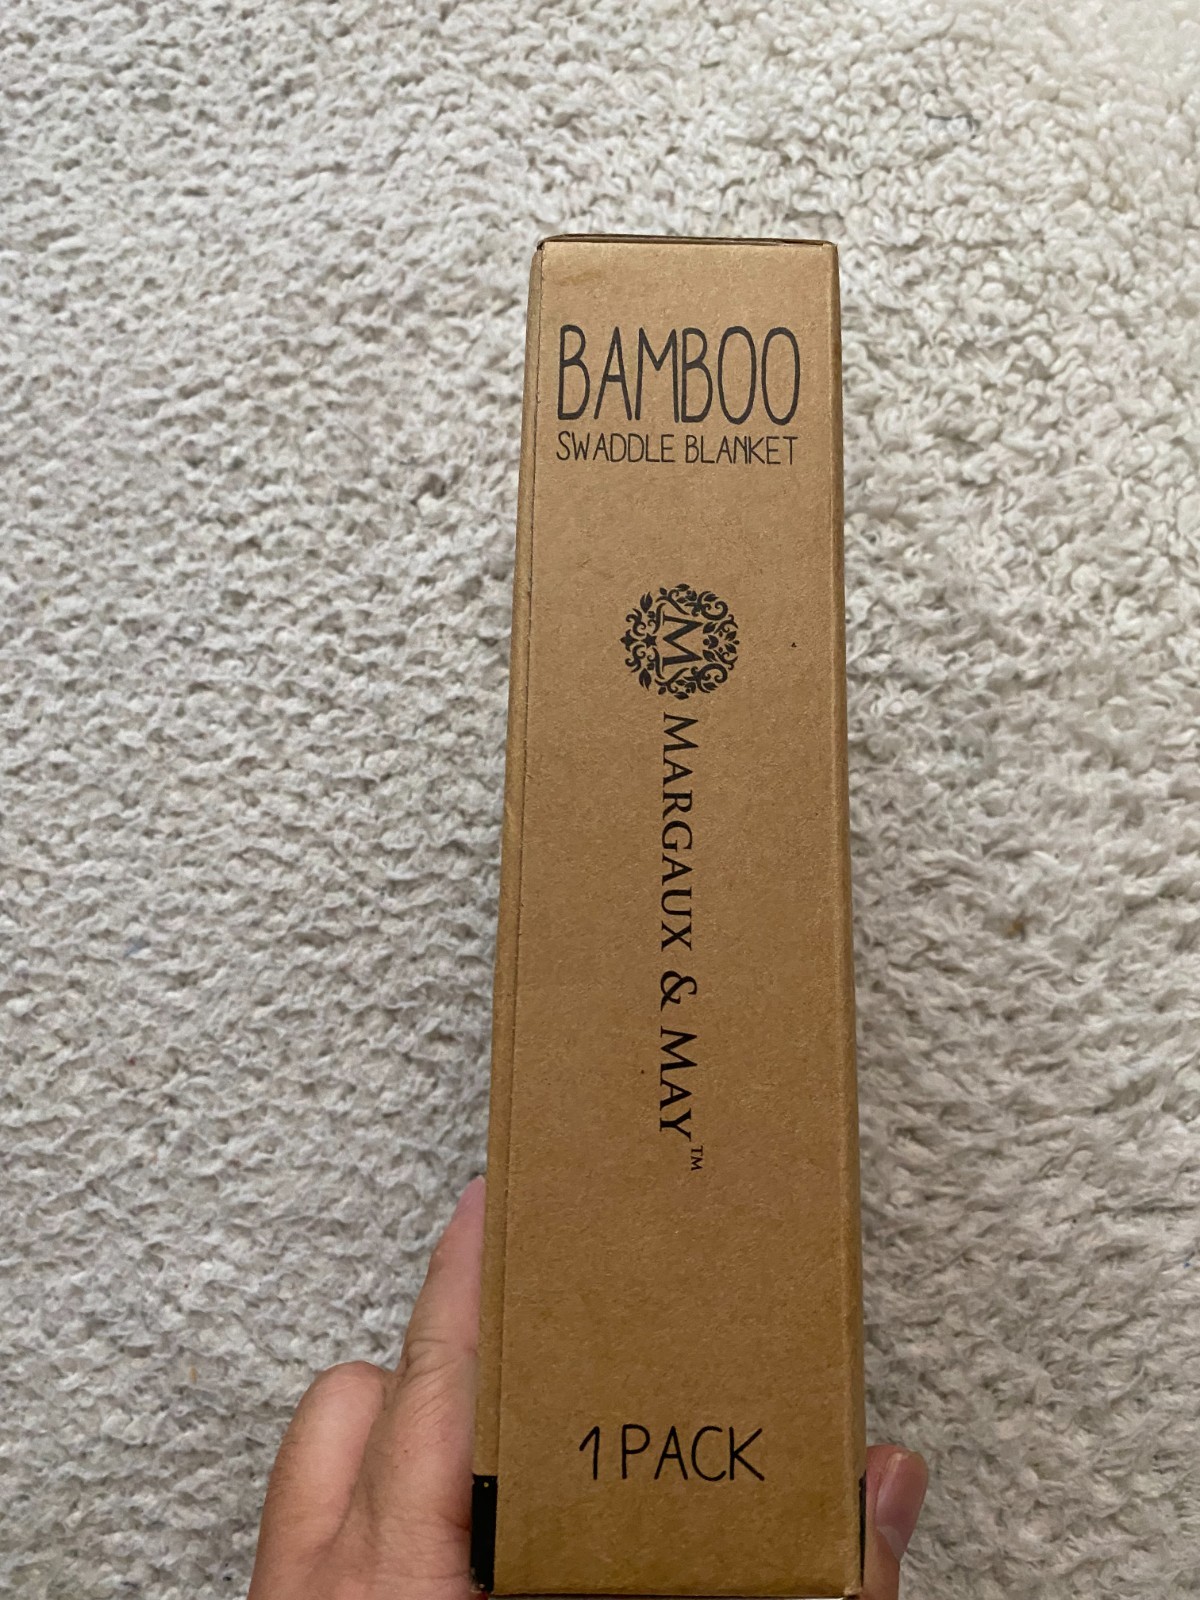 BAMBOO
SWADDLE BLANKET
M
MARGAUX & MAY™
1 PACK